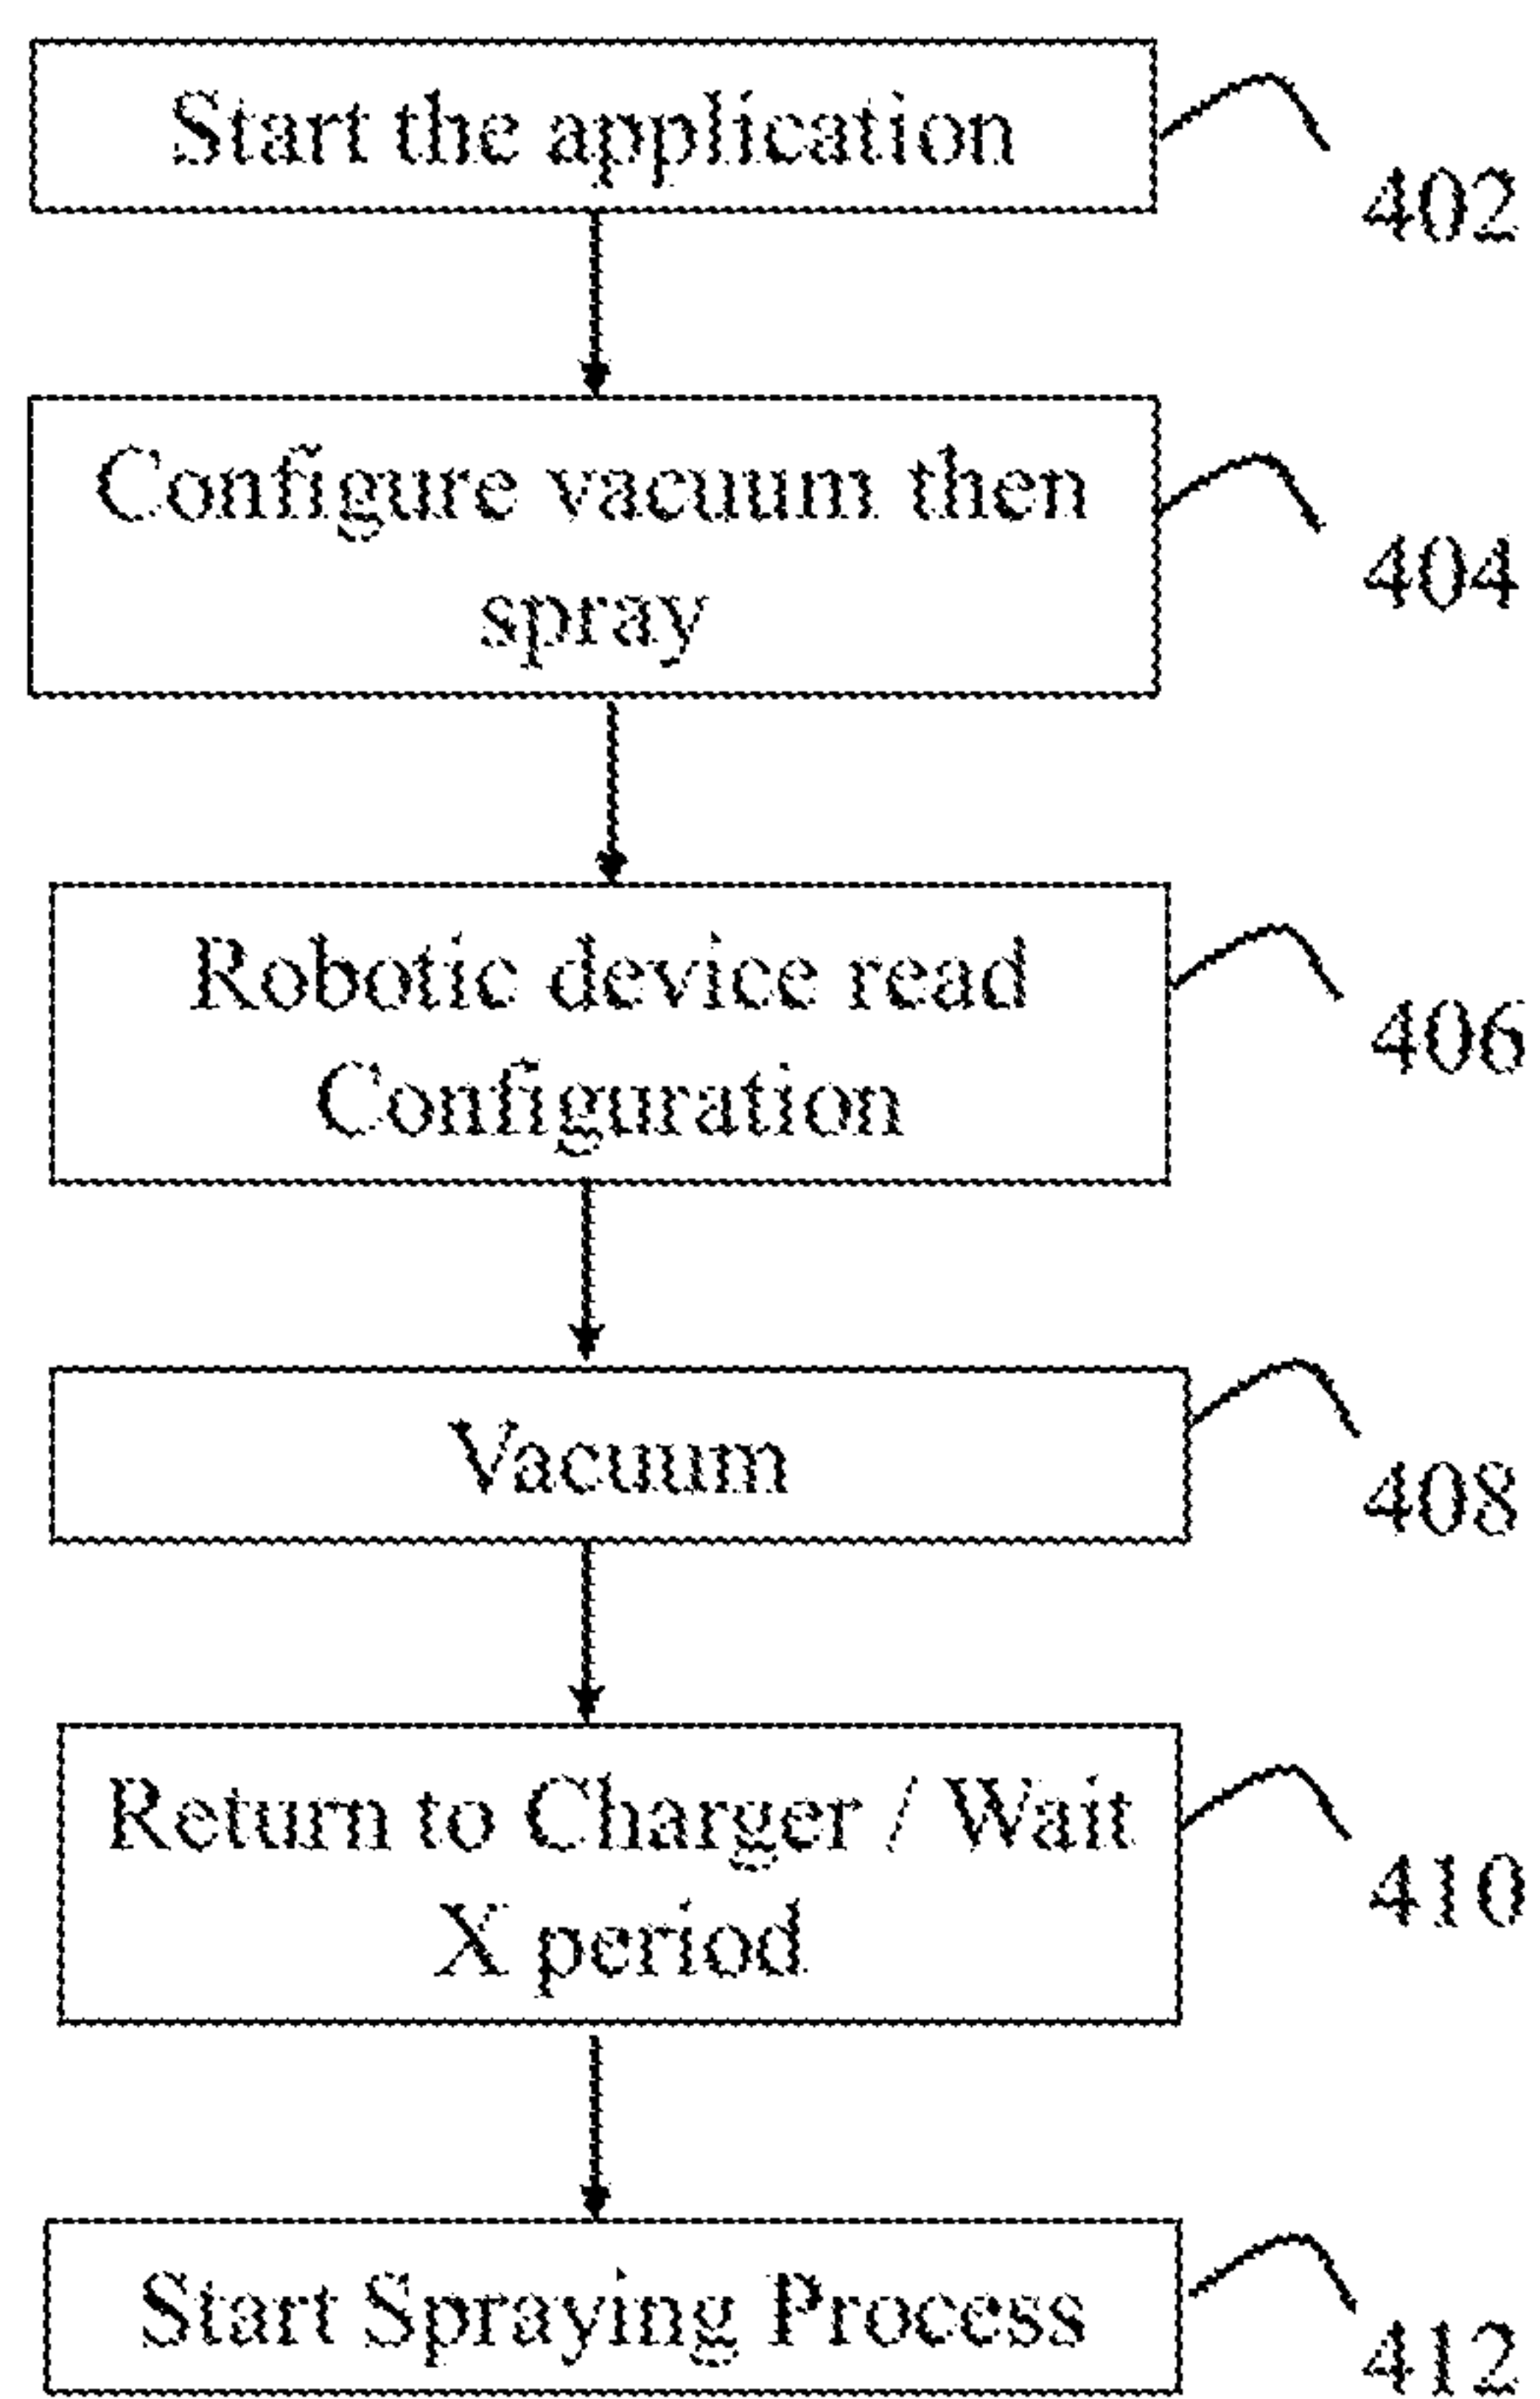 Start the application
402
Configure vacuum then
spray
404
Robotic device read
Configuration
406
Vacuum
408
Return to Charger / Wait
X period
410
Start Spraying Process
412